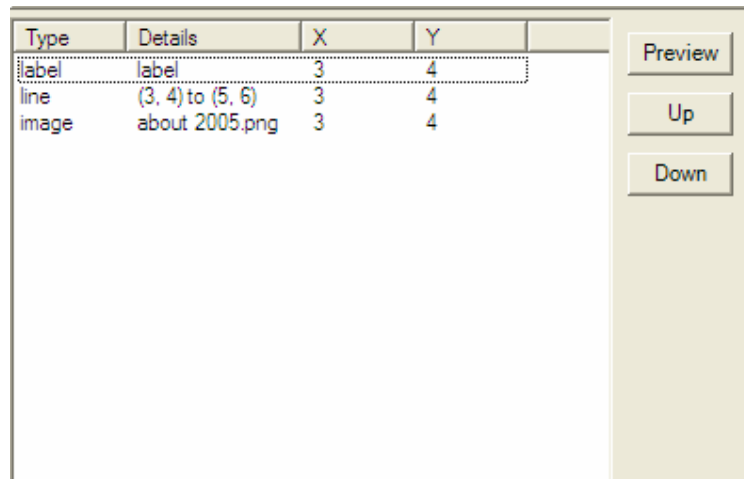 Type Details X Y
label label 3 4
line (3, 4) to (5, 6) 3 4
image about 2005.png 3 4
Preview
Up
Down